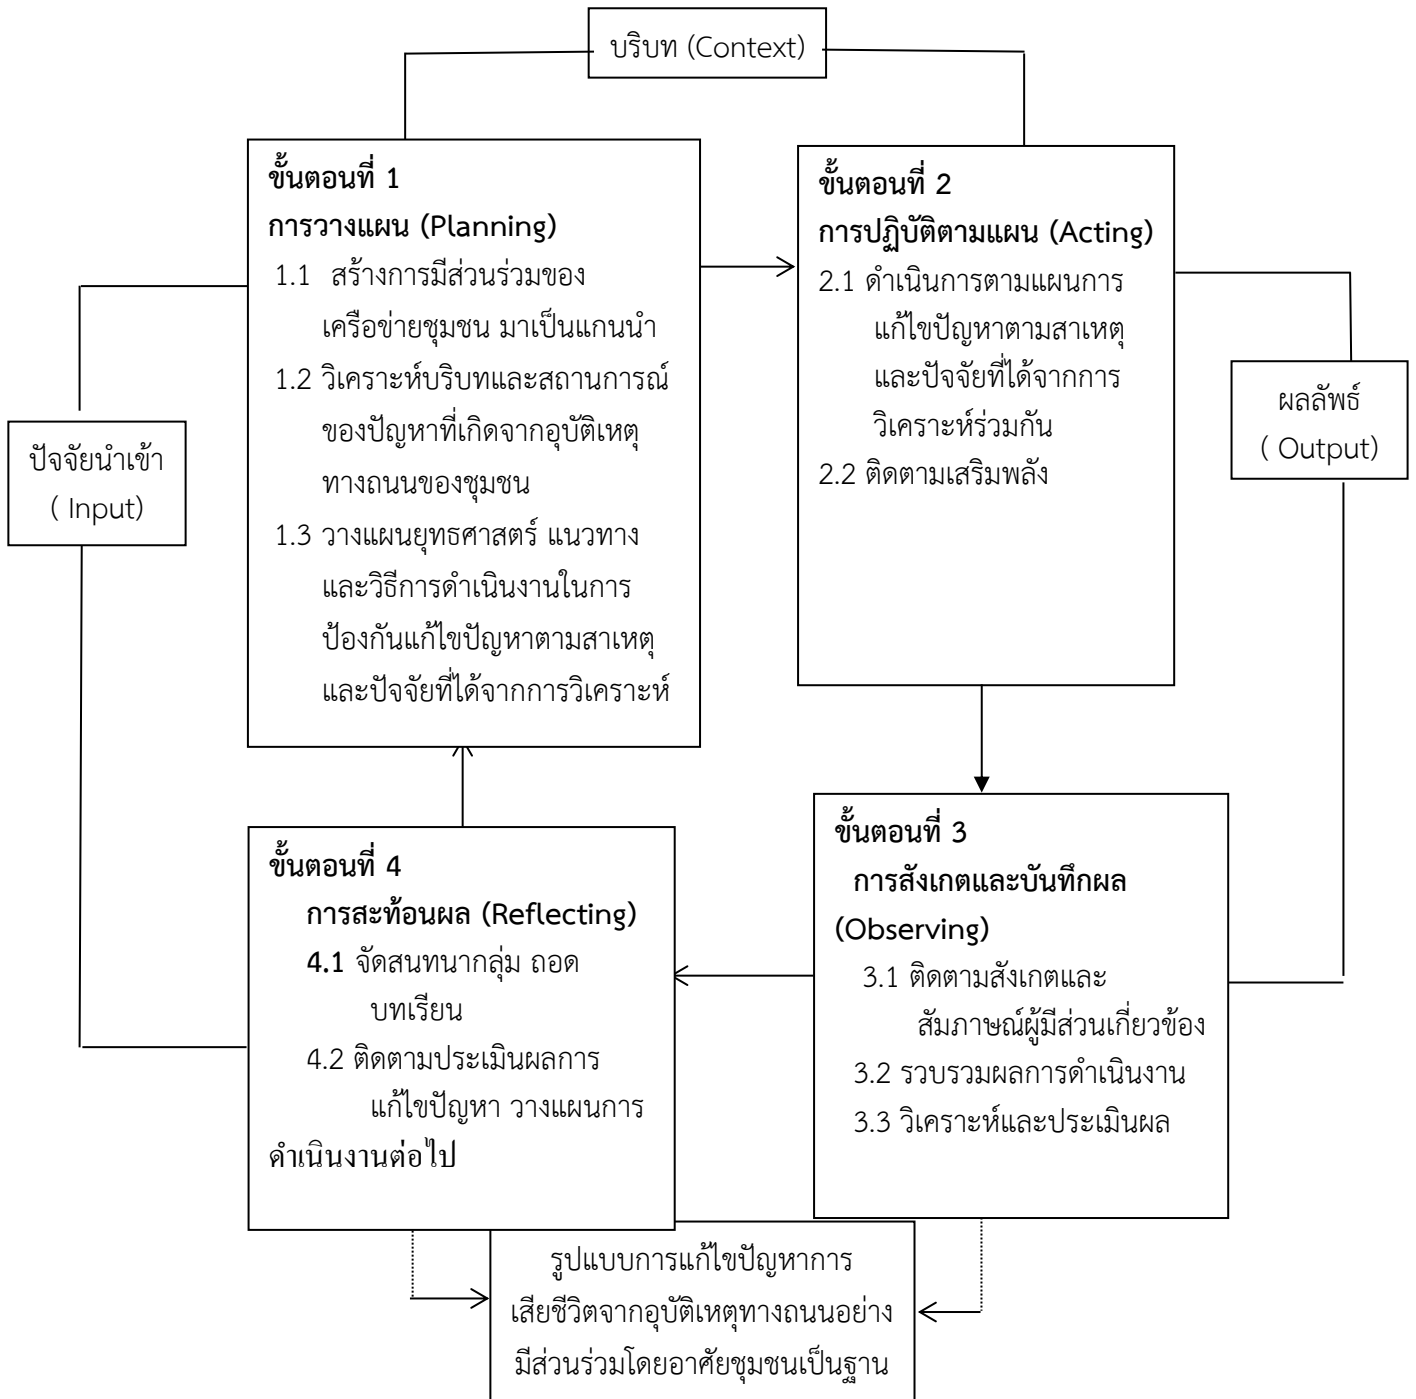 บริบท (Context)
ขั้นตอนที่ 1
การวางแผน (Planning)
1.1 สร้างการมีส่วนร่วมของ
เครือข่ายชุมชน มาเป็นแกนนำ
1.2 วิเคราะห์บริบทและสถานการณ์
ของปัญหาที่เกิดจากอุบัติเหตุ
ทางถนนของชุมชน
1.3 วางแผนยุทธศาสตร์ แนวทาง
และวิธีการดำเนินงานในการ
ป้องกันแก้ไขปัญหาตามสาเหตุ
และปัจจัยที่ได้จากการวิเคราะห์
ขั้นตอนที่ 2
การปฏิบัติตามแผน (Acting)
2.1 ดำเนินการตามแผนการ
แก้ไขปัญหาตามสาเหตุ
และปัจจัยที่ได้จากการ
วิเคราะห์ร่วมกัน
2.2 ติดตามเสริมพลัง
ปัจจัยนำเข้า
( Input)
ผลลัพธ์
( Output)
ขั้นตอนที่ 3
การสังเกตและบันทึกผล
(Observing)
3.1 ติดตามสังเกตและ
สัมภาษณ์ผู้มีส่วนเกี่ยวข้อง
3.2 รวบรวมผลการดำเนินงาน
3.3 วิเคราะห์และประเมินผล
ขั้นตอนที่ 4
การสะท้อนผล (Reflecting)
4.1 จัดสนทนากลุ่ม ถอด
บทเรียน
4.2 ติดตามประเมินผลการ
แก้ไขปัญหา วางแผนการ
ดำเนินงานต่อไป
รูปแบบการแก้ไขปัญหาการ
เสียชีวิตจากอุบัติเหตุทางถนนอย่าง
มีส่วนร่วมโดยอาศัยชุมชนเป็นฐาน